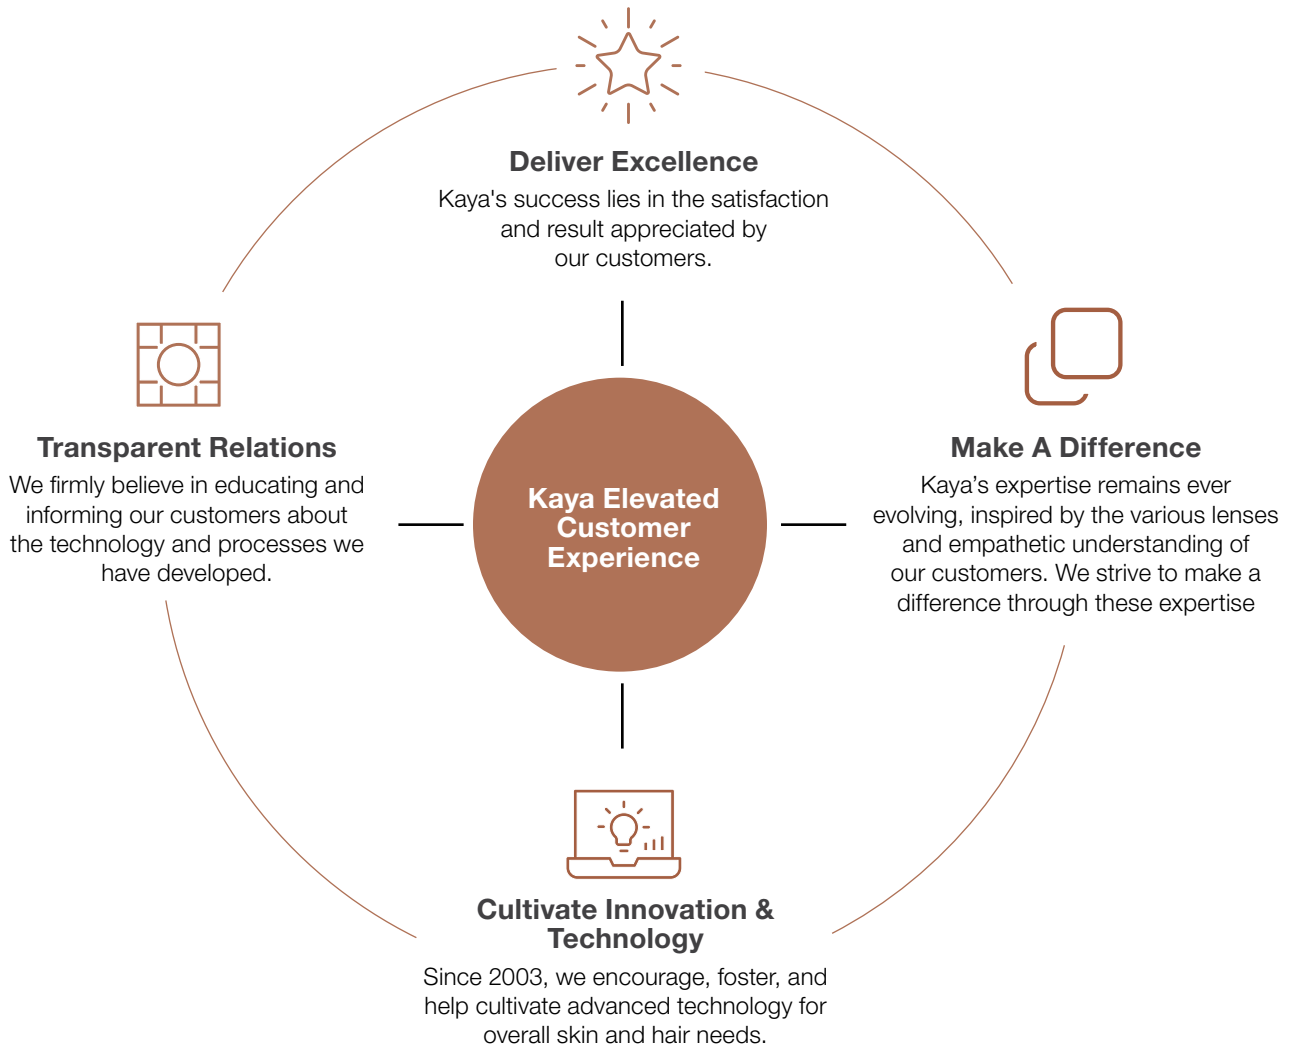 Deliver Excellence
Kaya's success lies in the satisfaction
and result appreciated by
our customers.
Transparent Relations
We firmly believe in educating and
informing our customers about
the technology and processes we
have developed.
Kaya Elevated
Customer
Experience
Make A Difference
Kaya’s expertise remains ever
evolving, inspired by the various lenses
and empathetic understanding of
our customers. We strive to make a
difference through these expertise
Cultivate Innovation &
Technology
Since 2003, we encourage, foster, and
help cultivate advanced technology for
overall skin and hair needs.